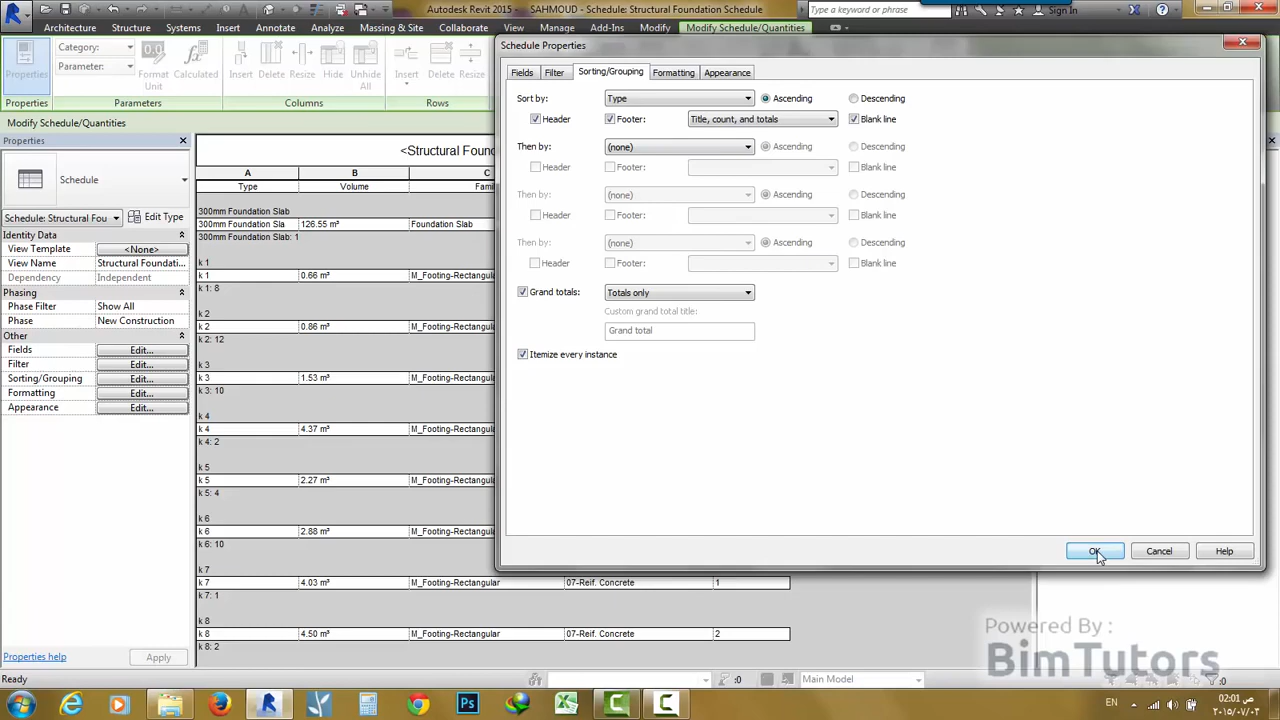 Autodesk Revit 2015 - SAHMOUD - Schedule: Structural Foundation Schedule
Type a keyword or phrase
Sign In
Architecture Structure Systems Insert Annotate Analyze Massing & Site Collaborate View Manage Add-Ins Modify Modify Schedule/Quantities
Properties
Category:
Parameter:
Format Unit
Calculated
Insert Delete Resize Hide Unhide All
Insert Delete Resize
Properties Parameters Columns Rows
Modify Schedule/Quantities
Properties
Schedule
Schedule: Structural Fou
Edit Type
Identity Data
View Template <None>
View Name Structural Foundati...
Dependency Independent
Phasing
Phase Filter Show All
Phase New Construction
Other
Fields Edit...
Filter Edit...
Sorting/Grouping Edit...
Formatting Edit...
Appearance Edit...
Properties help
Apply
<Structural Foun
A B C
Type Volume Fami
300mm Foundation Slab
300mm Foundation Sla 126.55 m³ Foundation Slab
300mm Foundation Slab: 1
k 1
k 1 0.66 m³ M_Footing-Rectangular
k 1: 8
k 2
k 2 0.86 m³ M_Footing-Rectangular
k 2: 12
k 3
k 3 1.53 m³ M_Footing-Rectangular
k 3: 10
k 4
k 4 4.37 m³ M_Footing-Rectangular
k 4: 2
k 5
k 5 2.27 m³ M_Footing-Rectangular
k 5: 4
k 6
k 6 2.88 m³ M_Footing-Rectangular
k 6: 10
k 7
k 7 4.03 m³ M_Footing-Rectangular 07-Reif. Concrete 1
k 7: 1
k 8
k 8 4.50 m³ M_Footing-Rectangular 07-Reif. Concrete 2
k 8: 2
Schedule Properties
Fields Filter Sorting/Grouping Formatting Appearance
Sort by: Type Ascending Descending
Header Footer: Title, count, and totals Blank line
Then by: (none) Ascending Descending
Header Footer: Blank line
Then by: (none) Ascending Descending
Header Footer: Blank line
Then by: (none) Ascending Descending
Header Footer: Blank line
Grand totals: Totals only
Custom grand total title:
Grand total
Itemize every instance
OK Cancel Help
Powered By :
BimTutors
Ready
:0
Main Model
:0
EN
02:01 ص
٢٠١٥/٠٧/٠٣